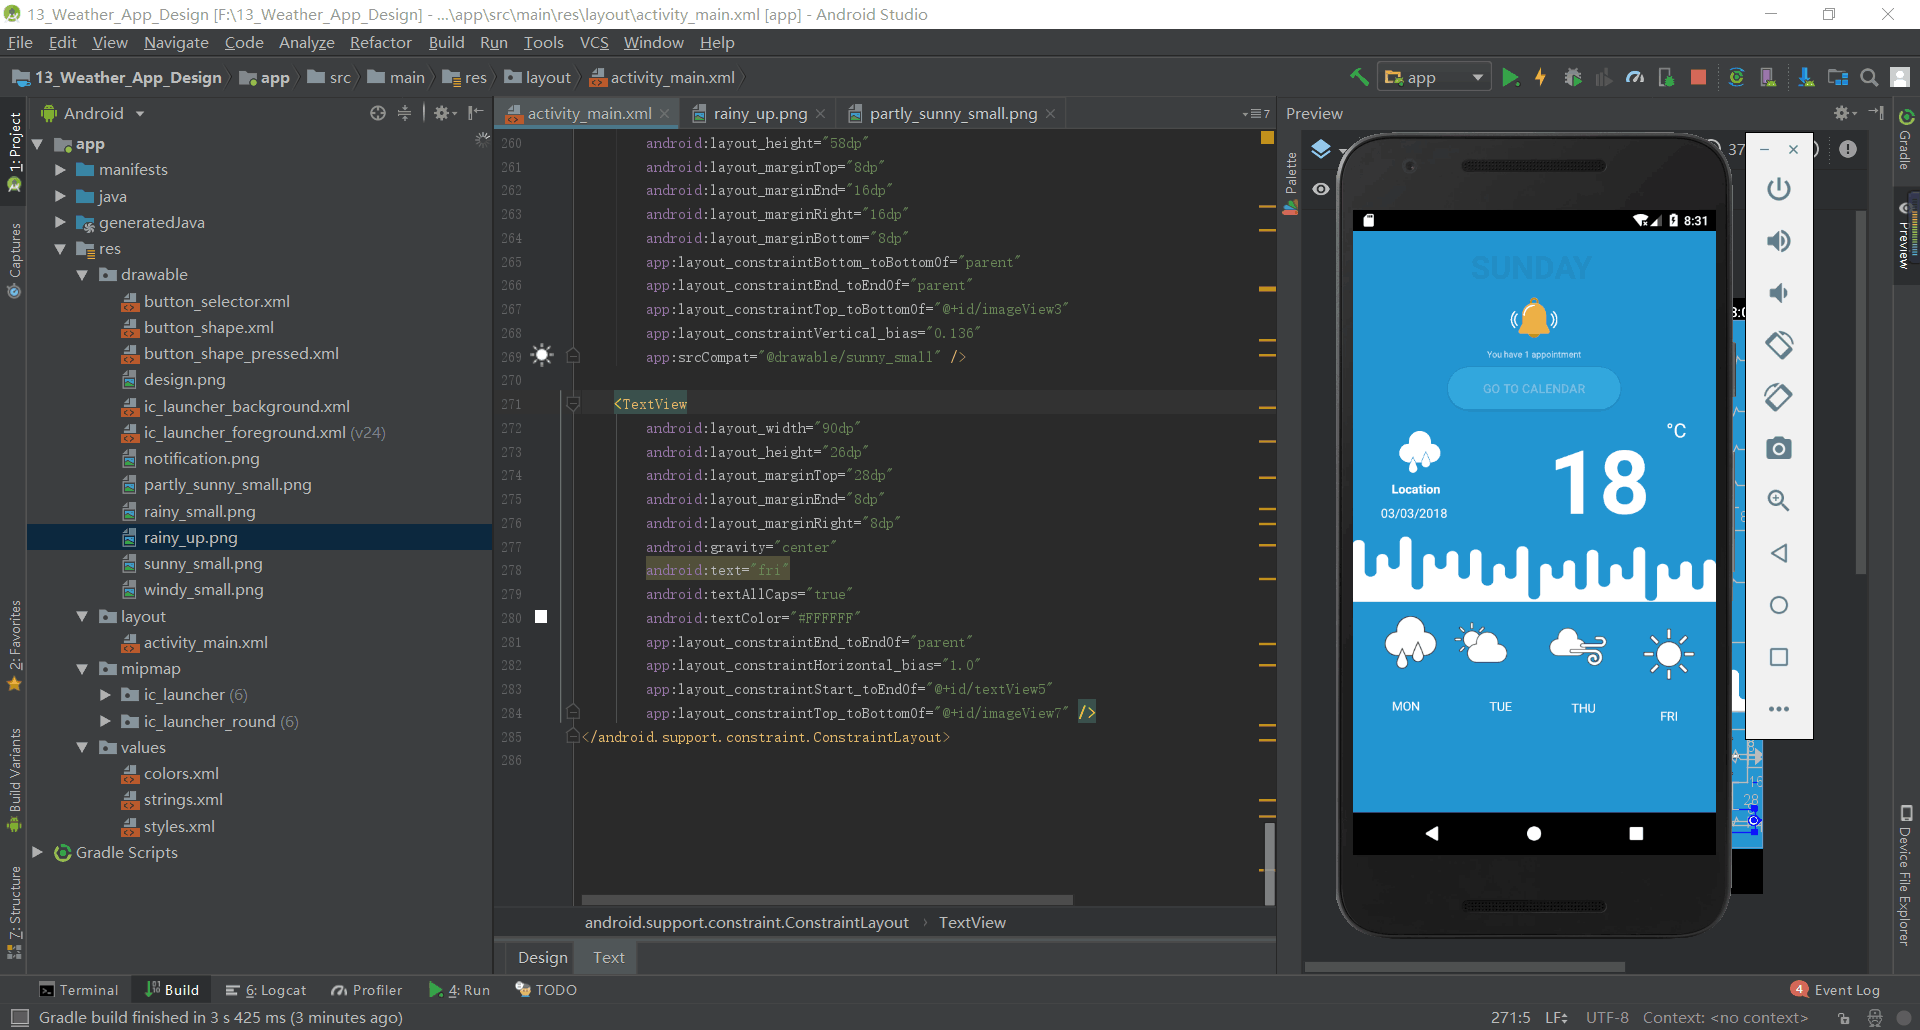 13_Weather_App_Design [F:\13_Weather_App_Design] - ...\app\src\main\res\layout\activity_main.xml [app] - Android Studio
File Edit View Navigate Code Analyze Refactor Build Run Tools VCS Window Help
13_Weather_App_Design app src main res layout activity_main.xml
app
Android
activity_main.xml rainy_up.png partly_sunny_small.png
7
Preview
1: Project
Captures
2: Favorites
Build Variants
Z: Structure
app
manifests
java
generatedJava
res
drawable
button_selector.xml
button_shape.xml
button_shape_pressed.xml
design.png
ic_launcher_background.xml
ic_launcher_foreground.xml (v24)
notification.png
partly_sunny_small.png
rainy_small.png
rainy_up.png
sunny_small.png
windy_small.png
layout
activity_main.xml
mipmap
ic_launcher (6)
ic_launcher_round (6)
values
colors.xml
strings.xml
styles.xml
Gradle Scripts
260 android:layout_height="58dp"
261 android:layout_marginTop="8dp"
262 android:layout_marginEnd="16dp"
263 android:layout_marginRight="16dp"
264 android:layout_marginBottom="8dp"
265 app:layout_constraintBottom_toBottomOf="parent"
266 app:layout_constraintEnd_toEndOf="parent"
267 app:layout_constraintTop_toBottomOf="@+id/imageView3"
268 app:layout_constraintVertical_bias="0.136"
269 app:srcCompat="@drawable/sunny_small" />
270
271 <TextView
272 android:layout_width="90dp"
273 android:layout_height="26dp"
274 android:layout_marginTop="28dp"
275 android:layout_marginEnd="8dp"
276 android:layout_marginRight="8dp"
277 android:gravity="center"
278 android:text="fri"
279 android:textAllCaps="true"
280 android:textColor="#FFFFFF"
281 app:layout_constraintEnd_toEndOf="parent"
282 app:layout_constraintHorizontal_bias="1.0"
283 app:layout_constraintStart_toEndOf="@+id/textView5"
284 app:layout_constraintTop_toBottomOf="@+id/imageView7" />
285 </android.support.constraint.ConstraintLayout>
286
android.support.constraint.ConstraintLayout TextView
Design Text
Palette
37
8:31
SUNDAY
You have 1 appointment
GO TO CALENDAR
°C
18
Location
03/03/2018
MON TUE THU FRI
28
Gradle
Preview
Device File Explorer
Terminal Build 6: Logcat Profiler 4: Run TODO
4 Event Log
Gradle build finished in 3 s 425 ms (3 minutes ago)
271:5 LF UTF-8 Context: <no context>